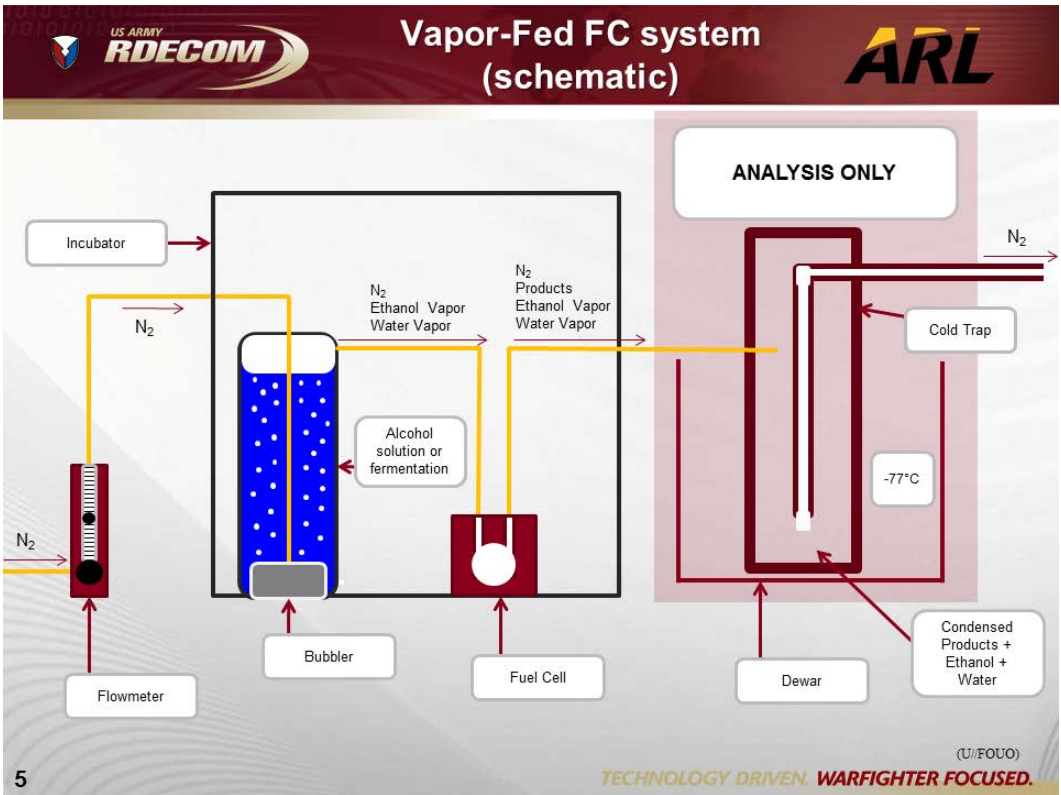 US ARMY
RDECOM
Vapor-Fed FC system
(schematic)
ARL
ANALYSIS ONLY
Incubator
N2
N2
Ethanol Vapor
Water Vapor
N2
Products
Ethanol Vapor
Water Vapor
N2
Cold Trap
Alcohol
solution or
fermentation
-77°C
N2
Bubbler
Fuel Cell
Flowmeter
Dewar
Condensed
Products +
Ethanol +
Water
(U//FOUO)
5
TECHNOLOGY DRIVEN. WARFIGHTER FOCUSED.